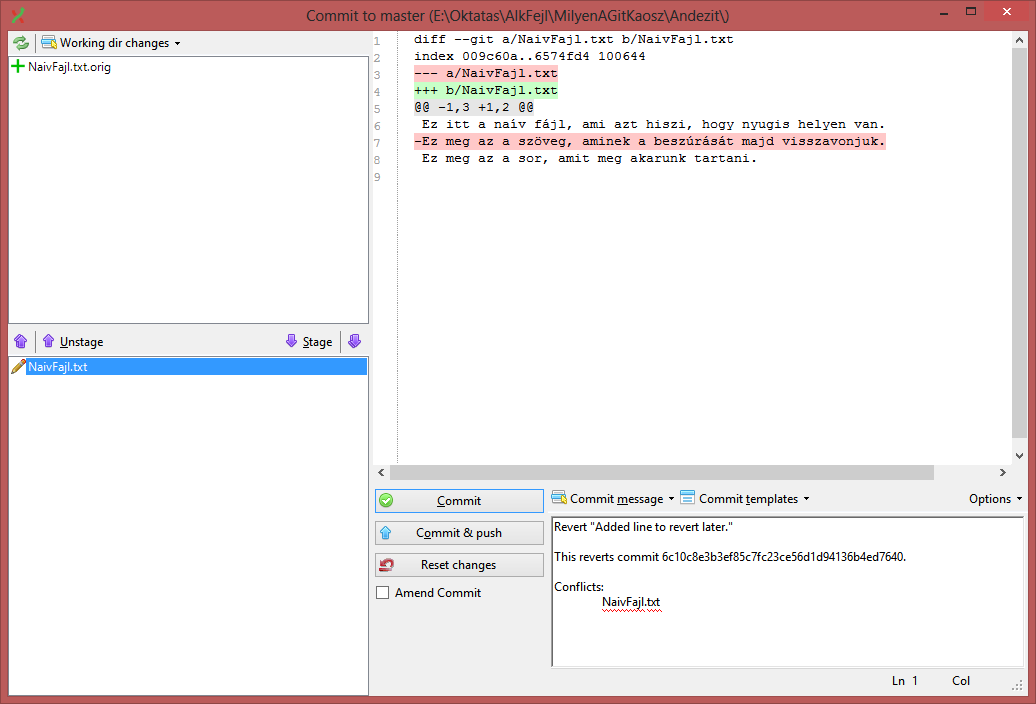 Commit to master (E:\Oktatas\AlkFejl\MilyenAGitKaosz\Andezit\)
Working dir changes
NaivFajl.txt.orig
Unstage
Stage
NaivFajl.txt
1 diff --git a/NaivFajl.txt b/NaivFajl.txt
2 index 009c60a..6574fd4 100644
3 --- a/NaivFajl.txt
4 +++ b/NaivFajl.txt
5 @@ -1,3 +1,2 @@
6 Ez itt a naív fájl, ami azt hiszi, hogy nyugis helyen van.
7 -Ez meg az a szöveg, aminek a beszúrását majd visszavonjuk.
8 Ez meg az a sor, amit meg akarunk tartani.
9
Commit
Commit & push
Reset changes
Amend Commit
Commit message
Commit templates
Options
Revert "Added line to revert later."
This reverts commit 6c10c8e3b3ef85c7fc23ce56d1d94136b4ed7640.
Conflicts:
NaivFajl.txt
Ln 1 Col